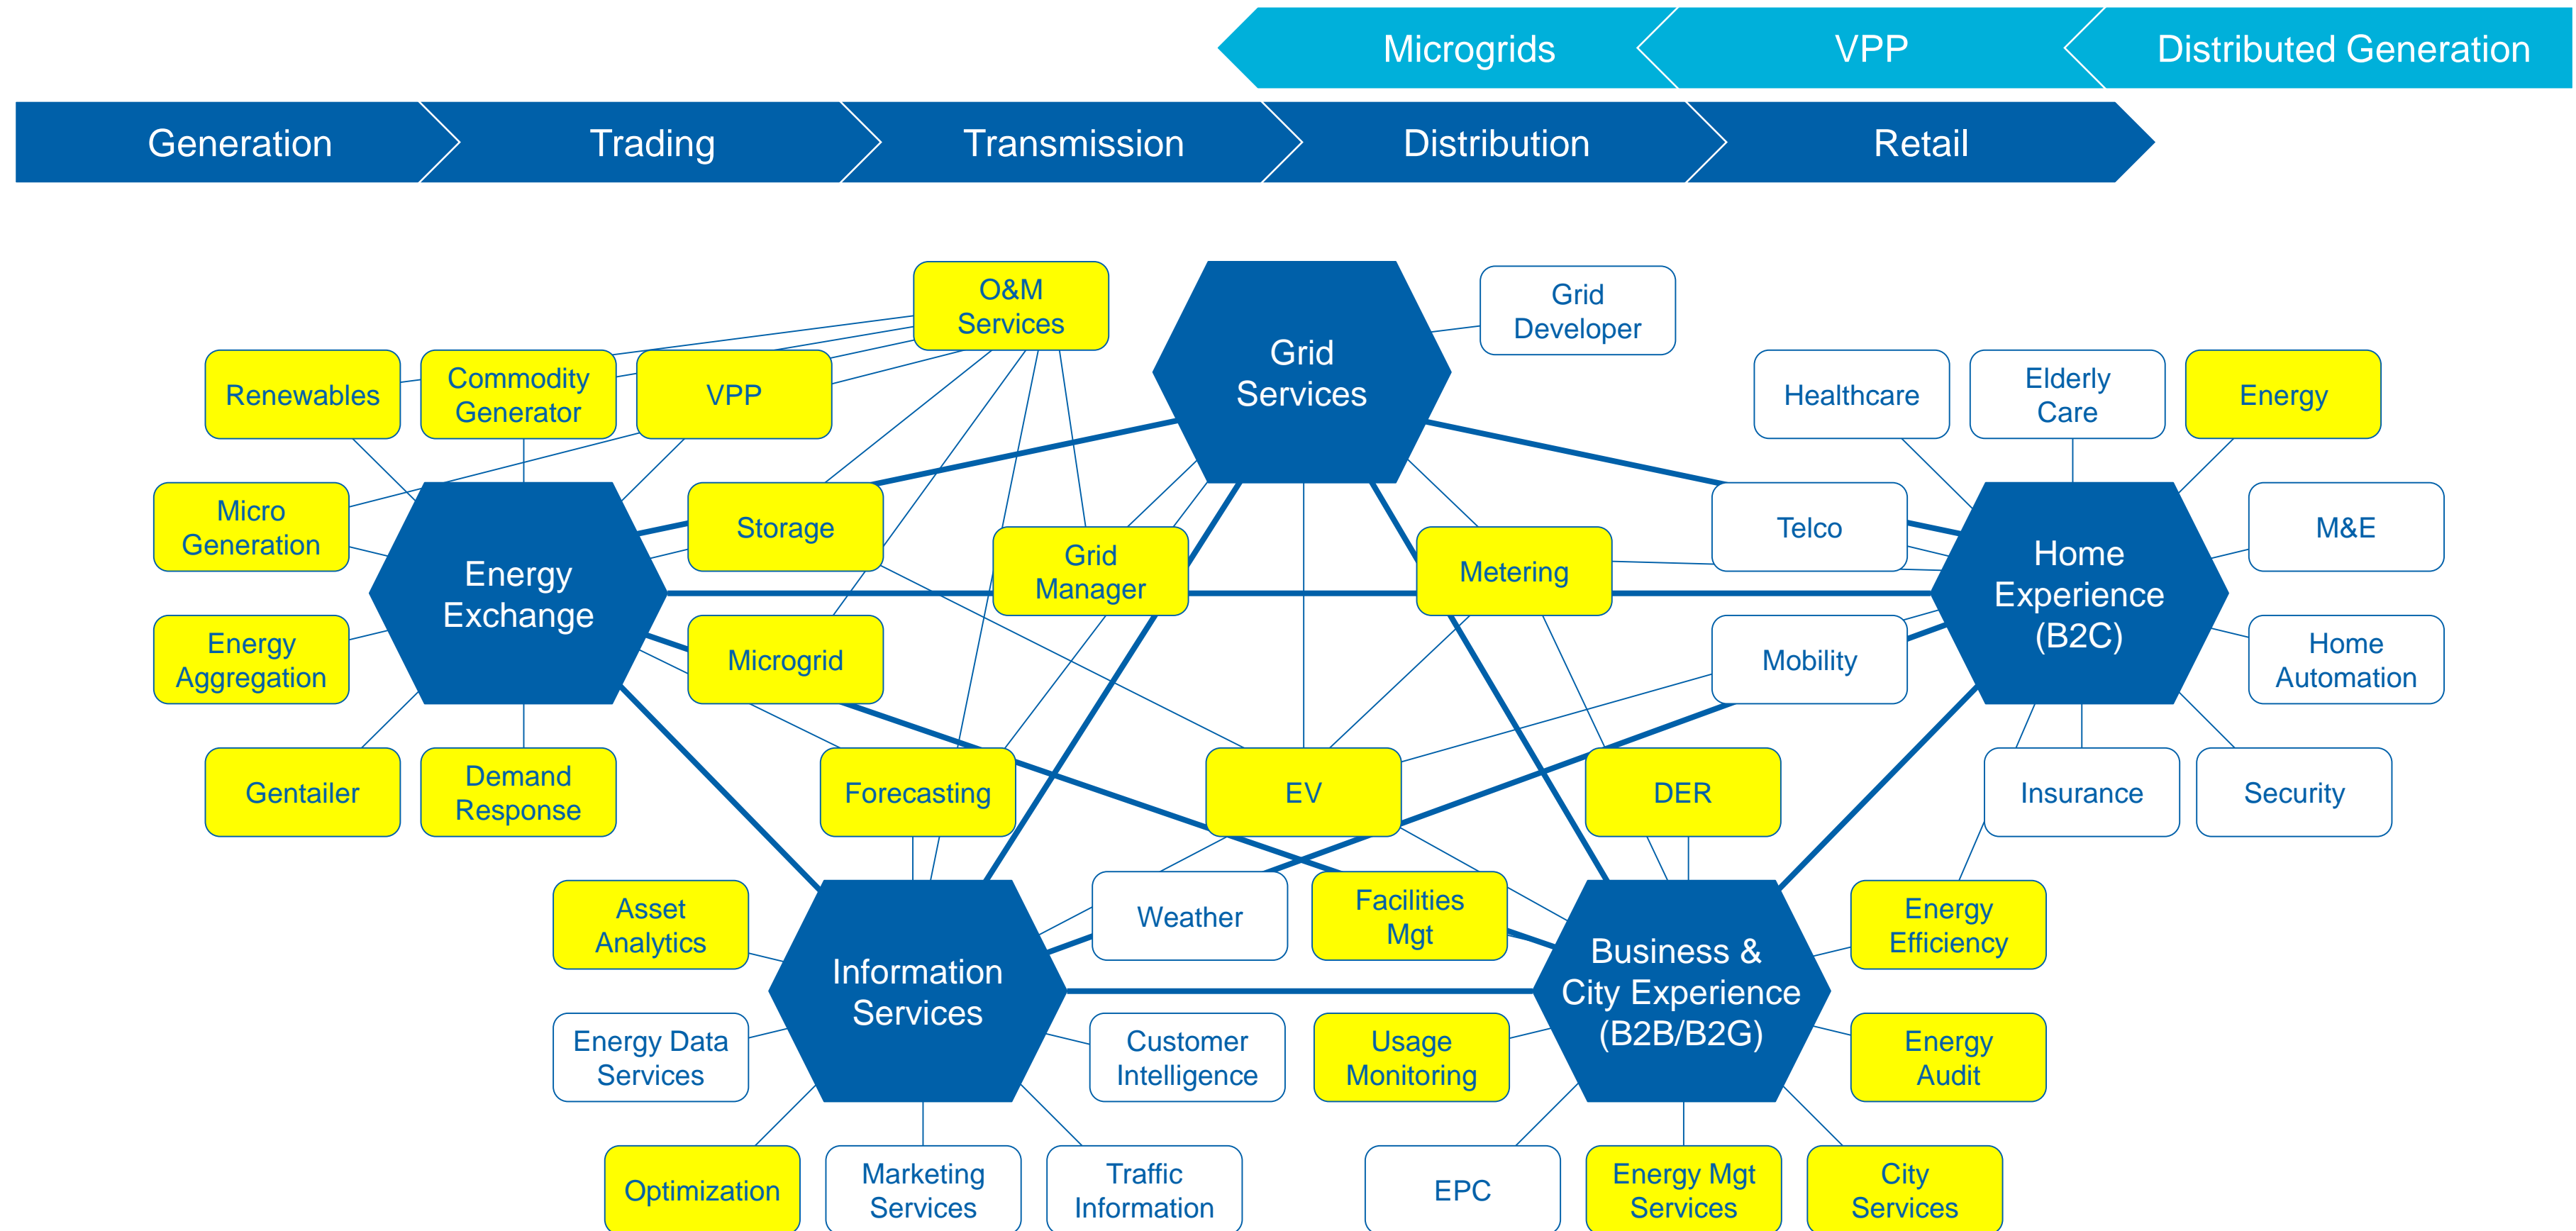 Microgrids
VPP
Distributed Generation
Generation
Trading
Transmission
Distribution
Retail
O&M
Services
Grid
Services
Grid
Developer
Renewables
Commodity
Generator
VPP
Healthcare
Elderly
Care
Energy
Micro
Generation
Energy
Exchange
Storage
Grid
Manager
Metering
Telco
Home
Experience
(B2C)
M&E
Energy
Aggregation
Microgrid
Mobility
Home
Automation
Gentailer
Demand
Response
Forecasting
EV
DER
Insurance
Security
Asset
Analytics
Information
Services
Weather
Facilities
Mgt
Business &
City Experience
(B2B/B2G)
Energy
Efficiency
Energy Data
Services
Customer
Intelligence
Usage
Monitoring
Energy
Audit
Optimization
Marketing
Services
Traffic
Information
EPC
Energy Mgt
Services
City
Services